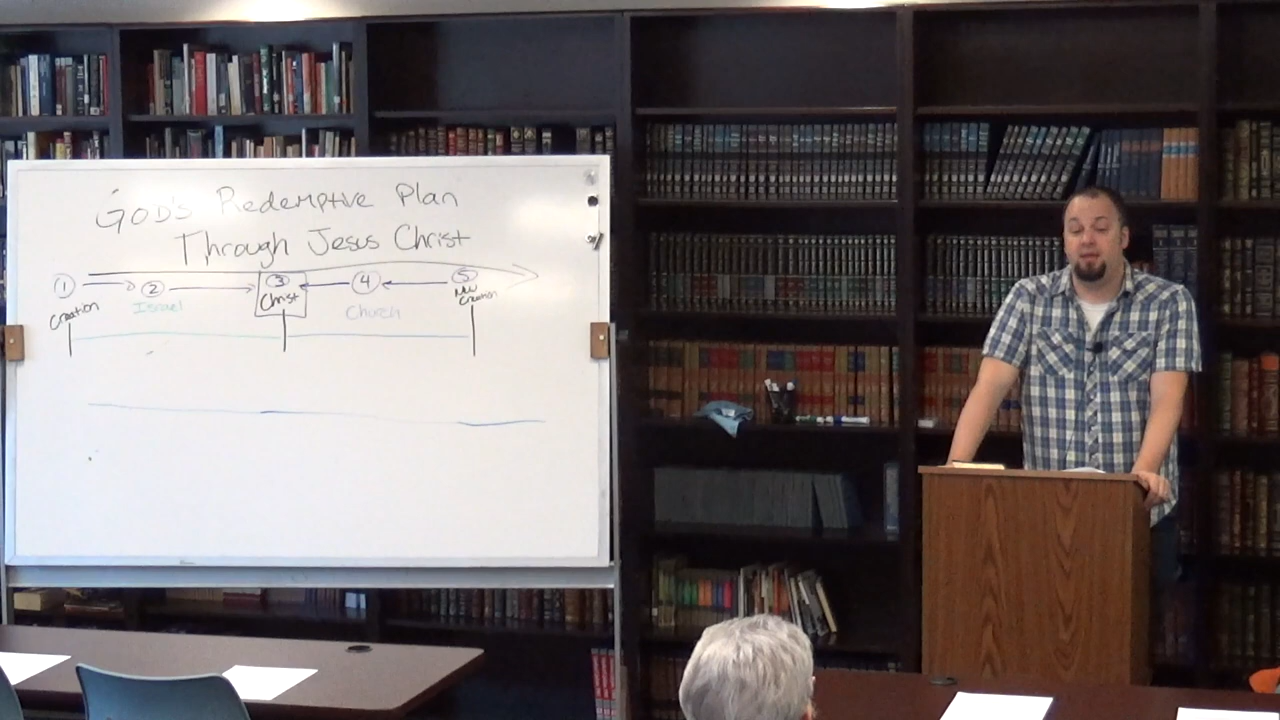 GOD'S Redemptive Plan
Through Jesus Christ
1 2 3 4 5
Creation Israel Christ Church New Creation